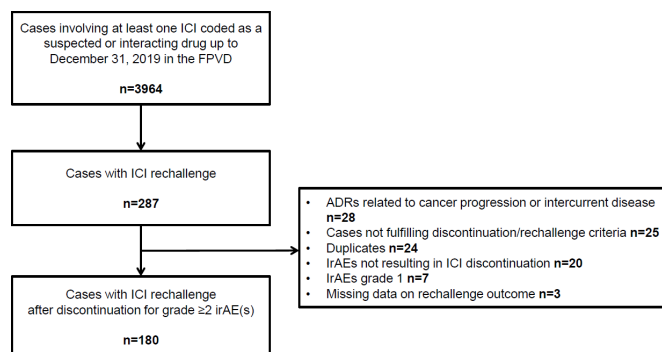 Cases involving at least one ICI coded as a
suspected or interacting drug up to
December 31, 2019 in the FPVD
n=3964
Cases with ICI rechallenge
n=287
• ADRs related to cancer progression or intercurrent disease
n=28
• Cases not fulfilling discontinuation/rechallenge criteria n=25
• Duplicates n=24
• IrAEs not resulting in ICI discontinuation n=20
• IrAEs grade 1 n=7
• Missing data on rechallenge outcome n=3
Cases with ICI rechallenge
after discontinuation for grade ≥2 irAE(s)
n=180